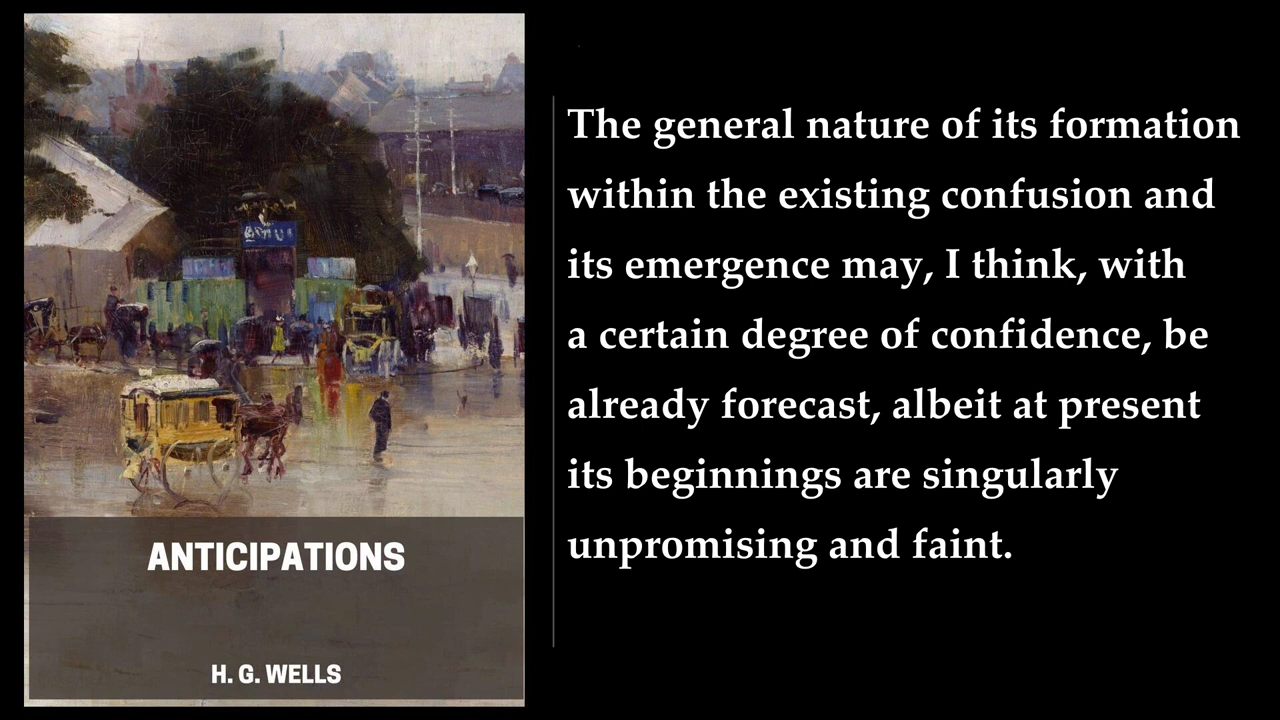 ANTICIPATIONS
H. G. WELLS
The general nature of its formation
within the existing confusion and
its emergence may, I think, with
a certain degree of confidence, be
already forecast, albeit at present
its beginnings are singularly
unpromising and faint.